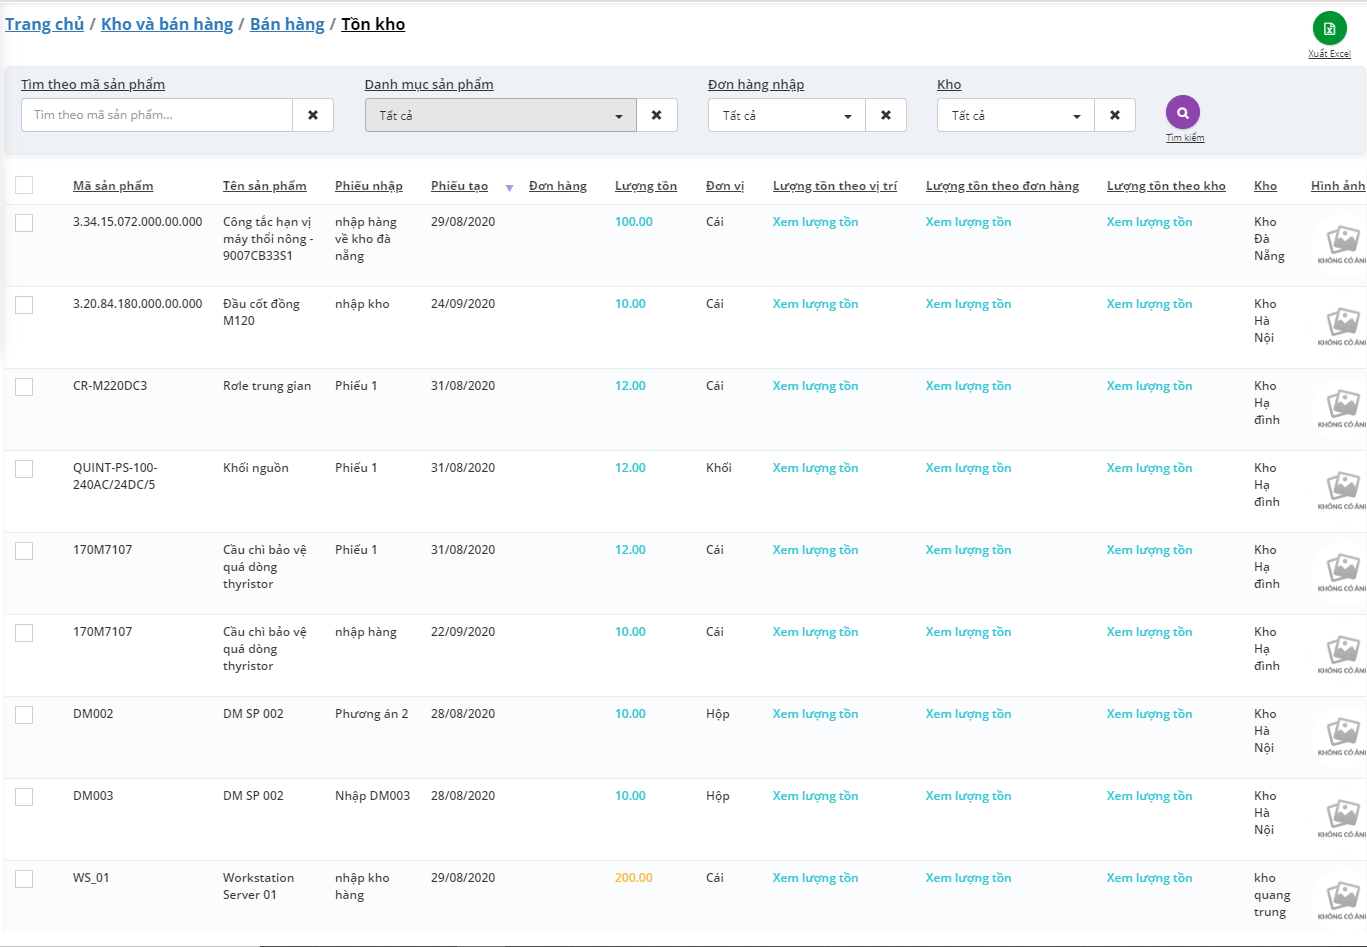 Trang chủ / Kho và bán hàng / Bán hàng / Tồn kho
Xuất Excel
Tìm theo mã sản phẩm
Danh mục sản phẩm
Đơn hàng nhập
Kho
Tìm theo mã sản phẩm...
Tất cả
Tất cả
Tất cả
Tìm kiếm
Mã sản phẩm Tên sản phẩm Phiếu nhập Phiếu tạo Đơn hàng Lượng tồn Đơn vị Lượng tồn theo vị trí Lượng tồn theo đơn hàng Lượng tồn theo kho Kho Hình ảnh
3.34.15.072.000.00.000 Công tắc hạn vị nhập hàng 29/08/2020 100.00 Cái Xem lượng tồn Xem lượng tồn Xem lượng tồn Kho
máy thổi nông - về kho đà Đà
9007CB33S1 nẵng Nẵng
KHÔNG CÓ ẢNH
3.20.84.180.000.00.000 Đầu cốt đồng nhập kho 24/09/2020 10.00 Cái Xem lượng tồn Xem lượng tồn Xem lượng tồn Kho
M120 Hà
Nội
KHÔNG CÓ ẢNH
CR-M220DC3 Rơle trung gian Phiếu 1 31/08/2020 12.00 Cái Xem lượng tồn Xem lượng tồn Xem lượng tồn Kho
Hạ
đình
KHÔNG CÓ ẢNH
QUINT-PS-100- Khối nguồn Phiếu 1 31/08/2020 12.00 Khối Xem lượng tồn Xem lượng tồn Xem lượng tồn Kho
240AC/24DC/5 Hạ
đình
KHÔNG CÓ ẢNH
170M7107 Cầu chì bảo vệ Phiếu 1 31/08/2020 12.00 Cái Xem lượng tồn Xem lượng tồn Xem lượng tồn Kho
quá dòng Hạ
thyristor đình
KHÔNG CÓ ẢNH
170M7107 Cầu chì bảo vệ nhập hàng 22/09/2020 10.00 Cái Xem lượng tồn Xem lượng tồn Xem lượng tồn Kho
quá dòng Hạ
thyristor đình
KHÔNG CÓ ẢNH
DM002 DM SP 002 Phương án 2 28/08/2020 10.00 Hộp Xem lượng tồn Xem lượng tồn Xem lượng tồn Kho
Hà
Nội
KHÔNG CÓ ẢNH
DM003 DM SP 002 Nhập DM003 28/08/2020 10.00 Hộp Xem lượng tồn Xem lượng tồn Xem lượng tồn Kho
Hà
Nội
KHÔNG CÓ ẢNH
WS_01 Workstation nhập kho 29/08/2020 200.00 Cái Xem lượng tồn Xem lượng tồn Xem lượng tồn kho
Server 01 hàng quang
trung
KHÔNG CÓ ẢNH